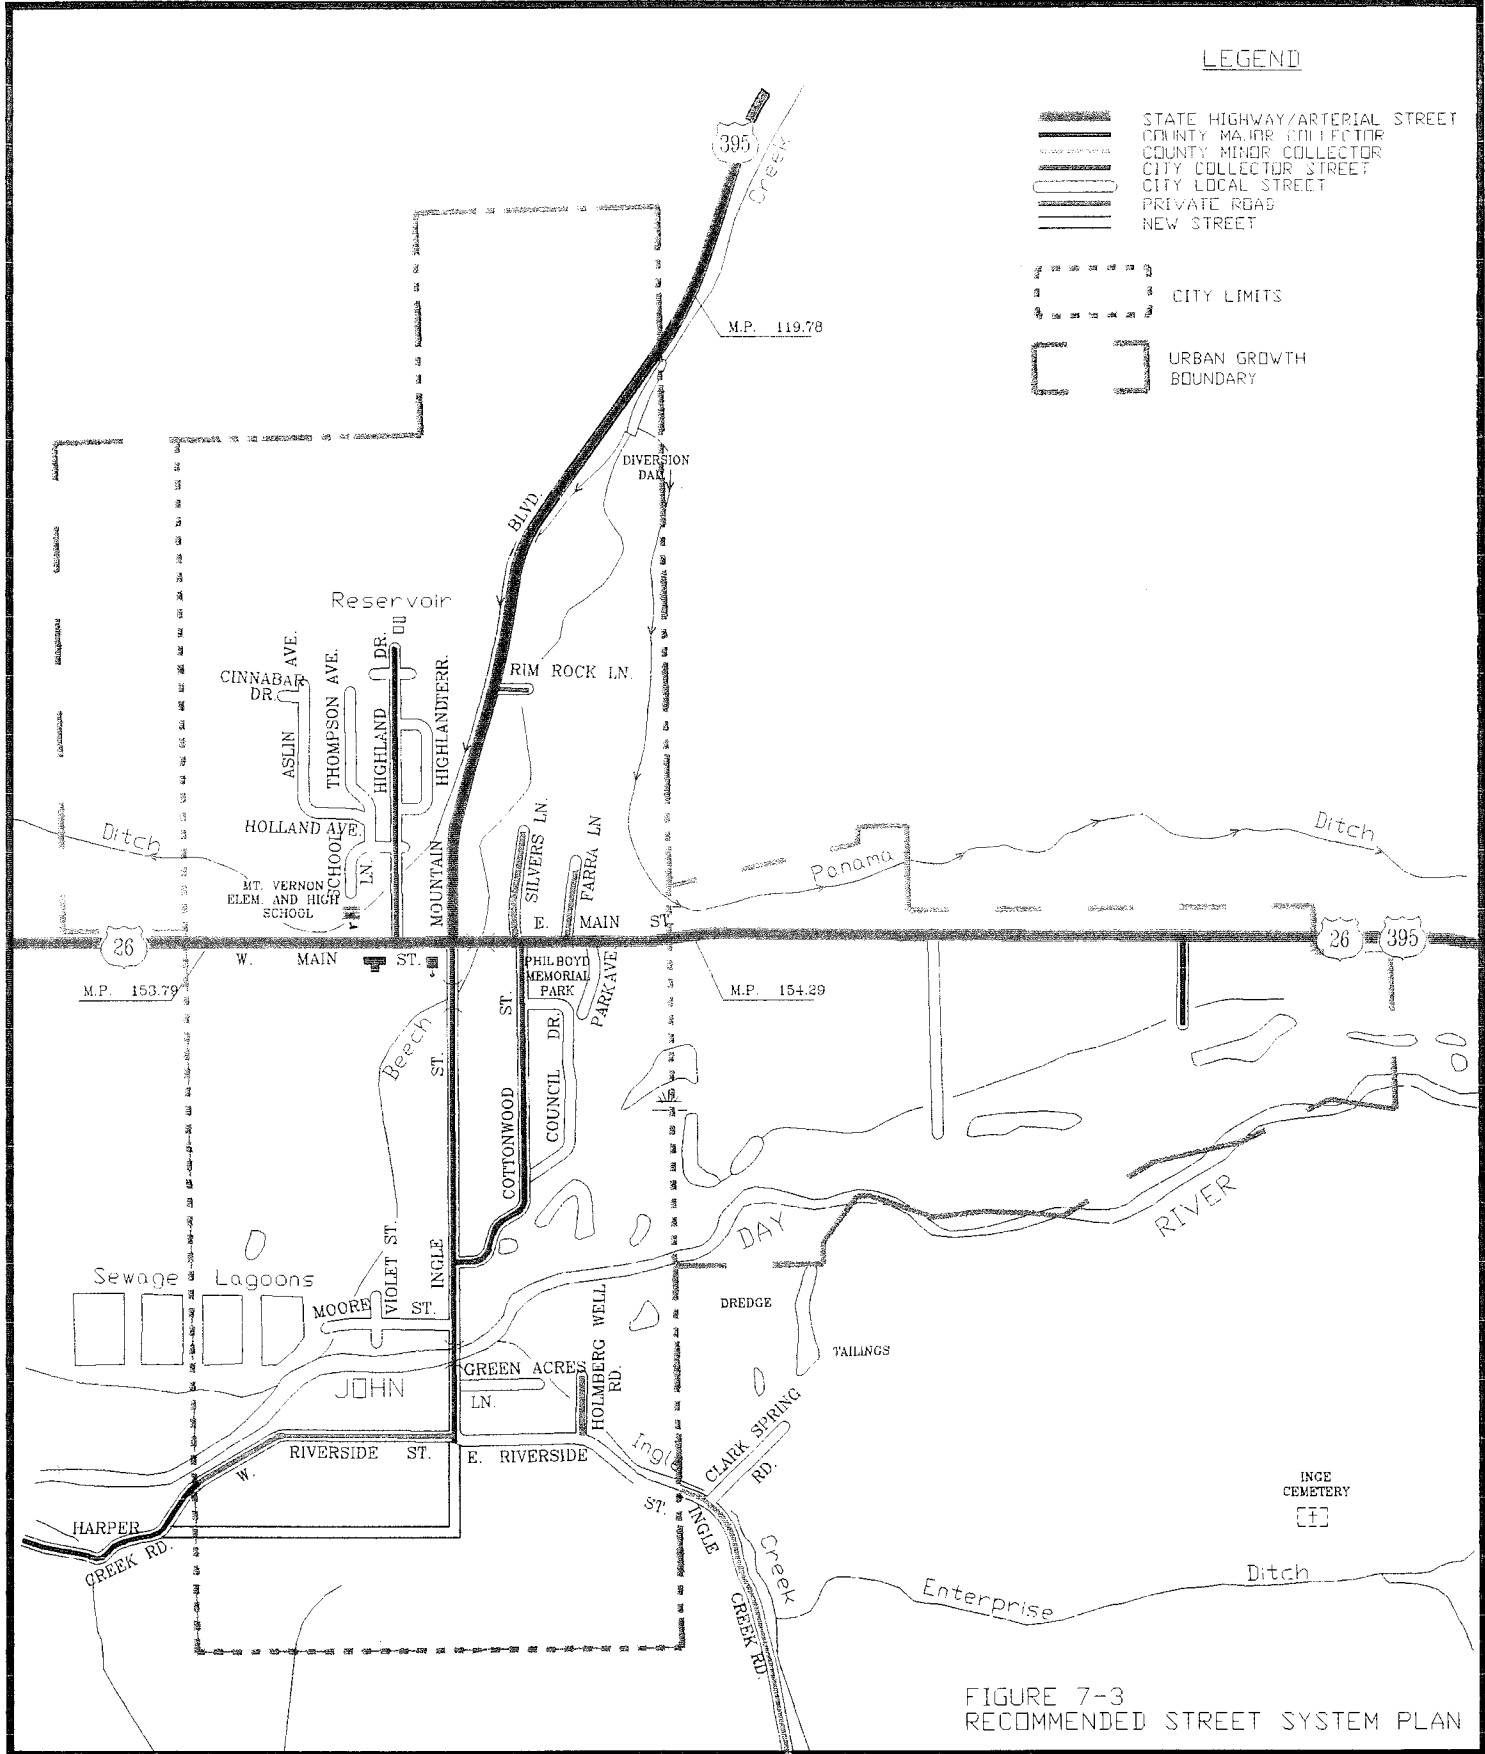 LEGEND
STATE HIGHWAY/ARTERIAL STREET
COUNTY MAJOR COLLECTOR
COUNTY MINOR COLLECTOR
CITY COLLECTOR STREET
CITY LOCAL STREET
PRIVATE ROAD
NEW STREET
CITY LIMITS
URBAN GROWTH
BOUNDARY
395
Creek
M.P. 119.78
DIVERSION
DAM
BLVD.
Reservoir
RIM ROCK LN.
CINNABAR
DR.
ASLIN AVE.
THOMPSON AVE.
HIGHLAND DR.
HIGHLAND TERR.
HOLLAND AVE.
SCHOOL
LN.
MOUNTAIN
SILVERS LN.
FARRA LN
Ditch
Panama
Ditch
MT. VERNON
ELEM. AND HIGH
SCHOOL
26
W. MAIN ST.
E. MAIN ST.
26
395
M.P. 153.79
M.P. 154.29
PHIL BOYD
MEMORIAL
PARK
PARK AVE
Beech
INGLE ST.
COTTONWOOD ST.
COUNCIL DR.
DAY
RIVER
Sewage Lagoons
MOORE ST.
VIOLET ST.
DREDGE
TAILINGS
JOHN
GREEN ACRES
LN.
HOLMBERG WELL
RD.
W. RIVERSIDE ST.
E. RIVERSIDE ST.
Ingle
CLARK SPRING
RD.
HARPER
CREEK RD.
INGLE
CREEK RD.
Creek
INGE
CEMETERY
Enterprise
Ditch
FIGURE 7-3
RECOMMENDED STREET SYSTEM PLAN